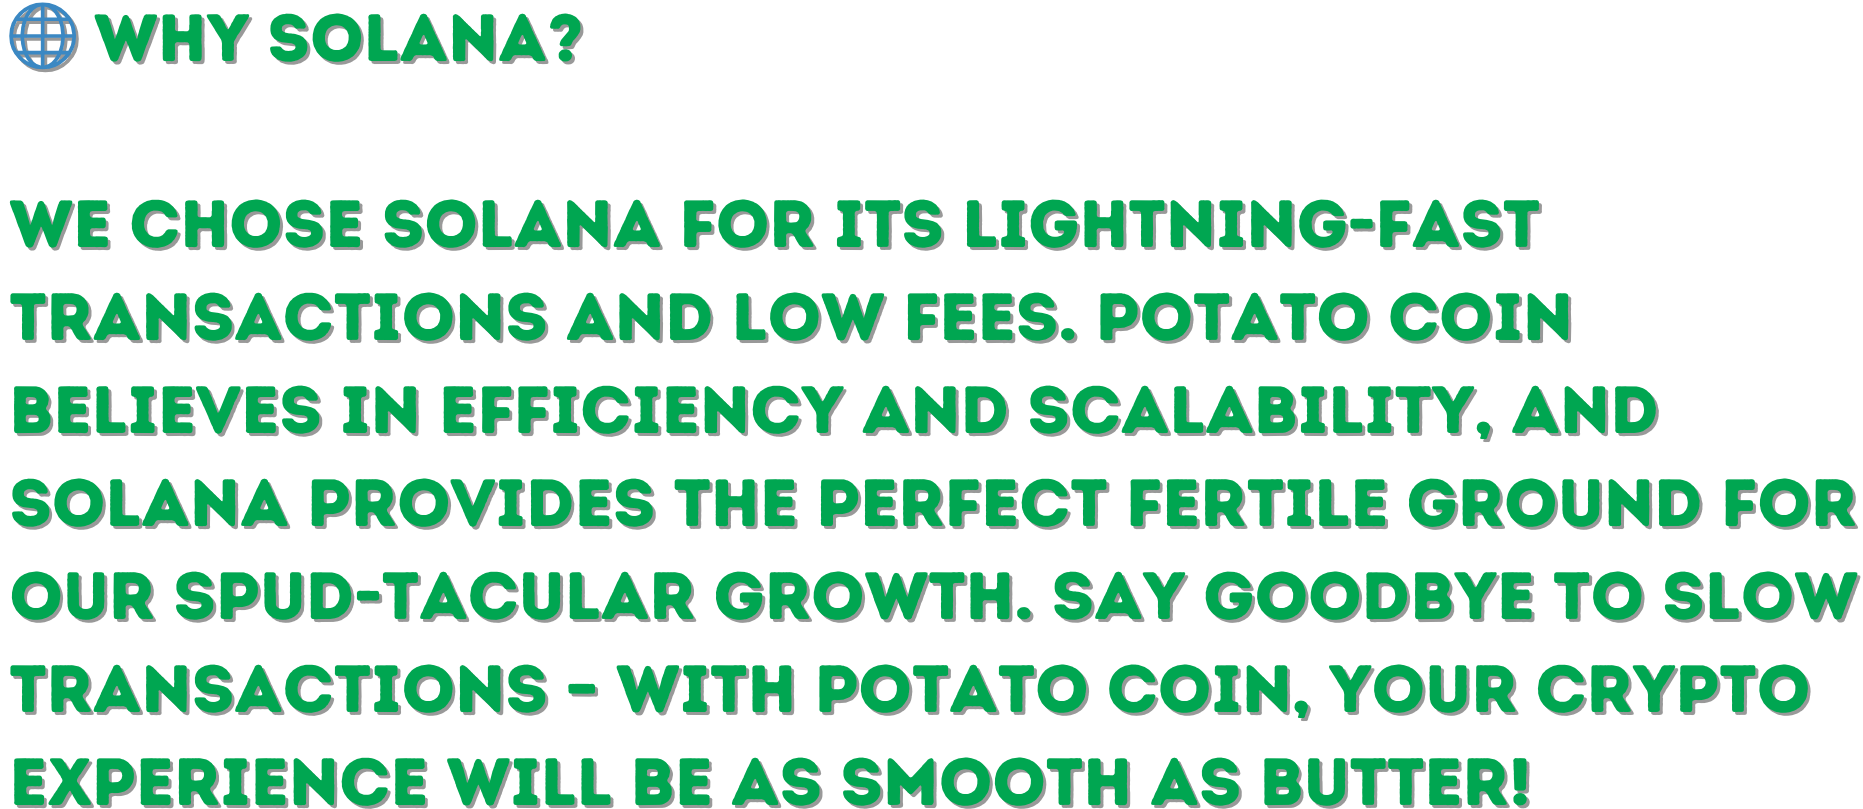 🌐 WHY SOLANA?
WE CHOSE SOLANA FOR ITS LIGHTNING-FAST
TRANSACTIONS AND LOW FEES. POTATO COIN
BELIEVES IN EFFICIENCY AND SCALABILITY, AND
SOLANA PROVIDES THE PERFECT FERTILE GROUND FOR
OUR SPUD-TACULAR GROWTH. SAY GOODBYE TO SLOW
TRANSACTIONS – WITH POTATO COIN, YOUR CRYPTO
EXPERIENCE WILL BE AS SMOOTH AS BUTTER!